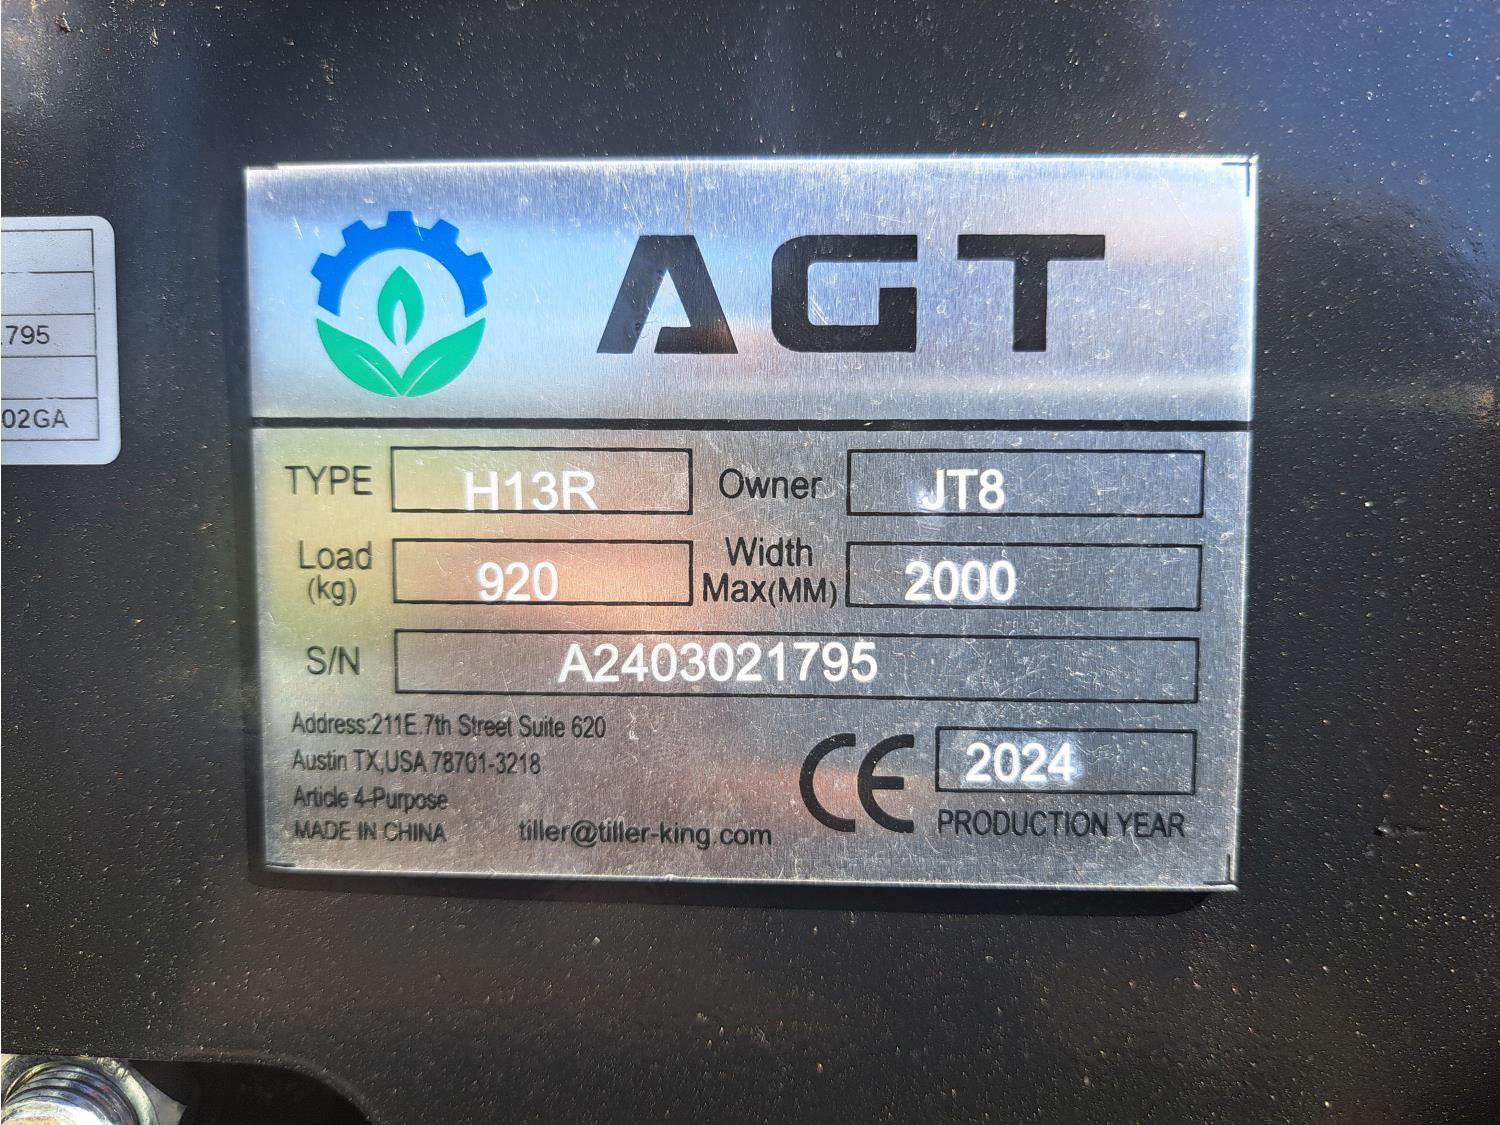 AGT
TYPE H13R Owner JT8
Load (kg) 920 Width Max(MM) 2000
S/N A2403021795
Address:211E.7th Street Suite 620
Austin TX,USA 78701-3218
Article 4-Purpose
MADE IN CHINA tiller@tiller-king.com
CE 2024
PRODUCTION YEAR
795
02GA